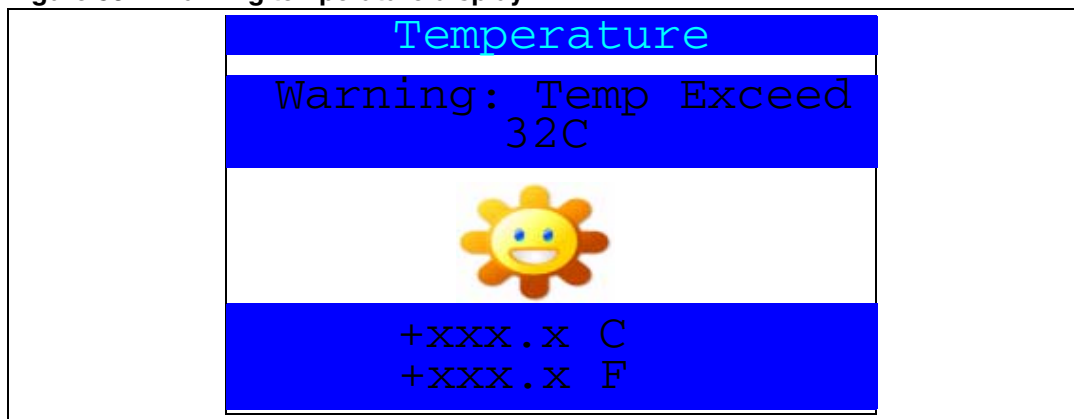 Temperature
Warning: Temp Exceed
32C
+xxx.x C
+xxx.x F